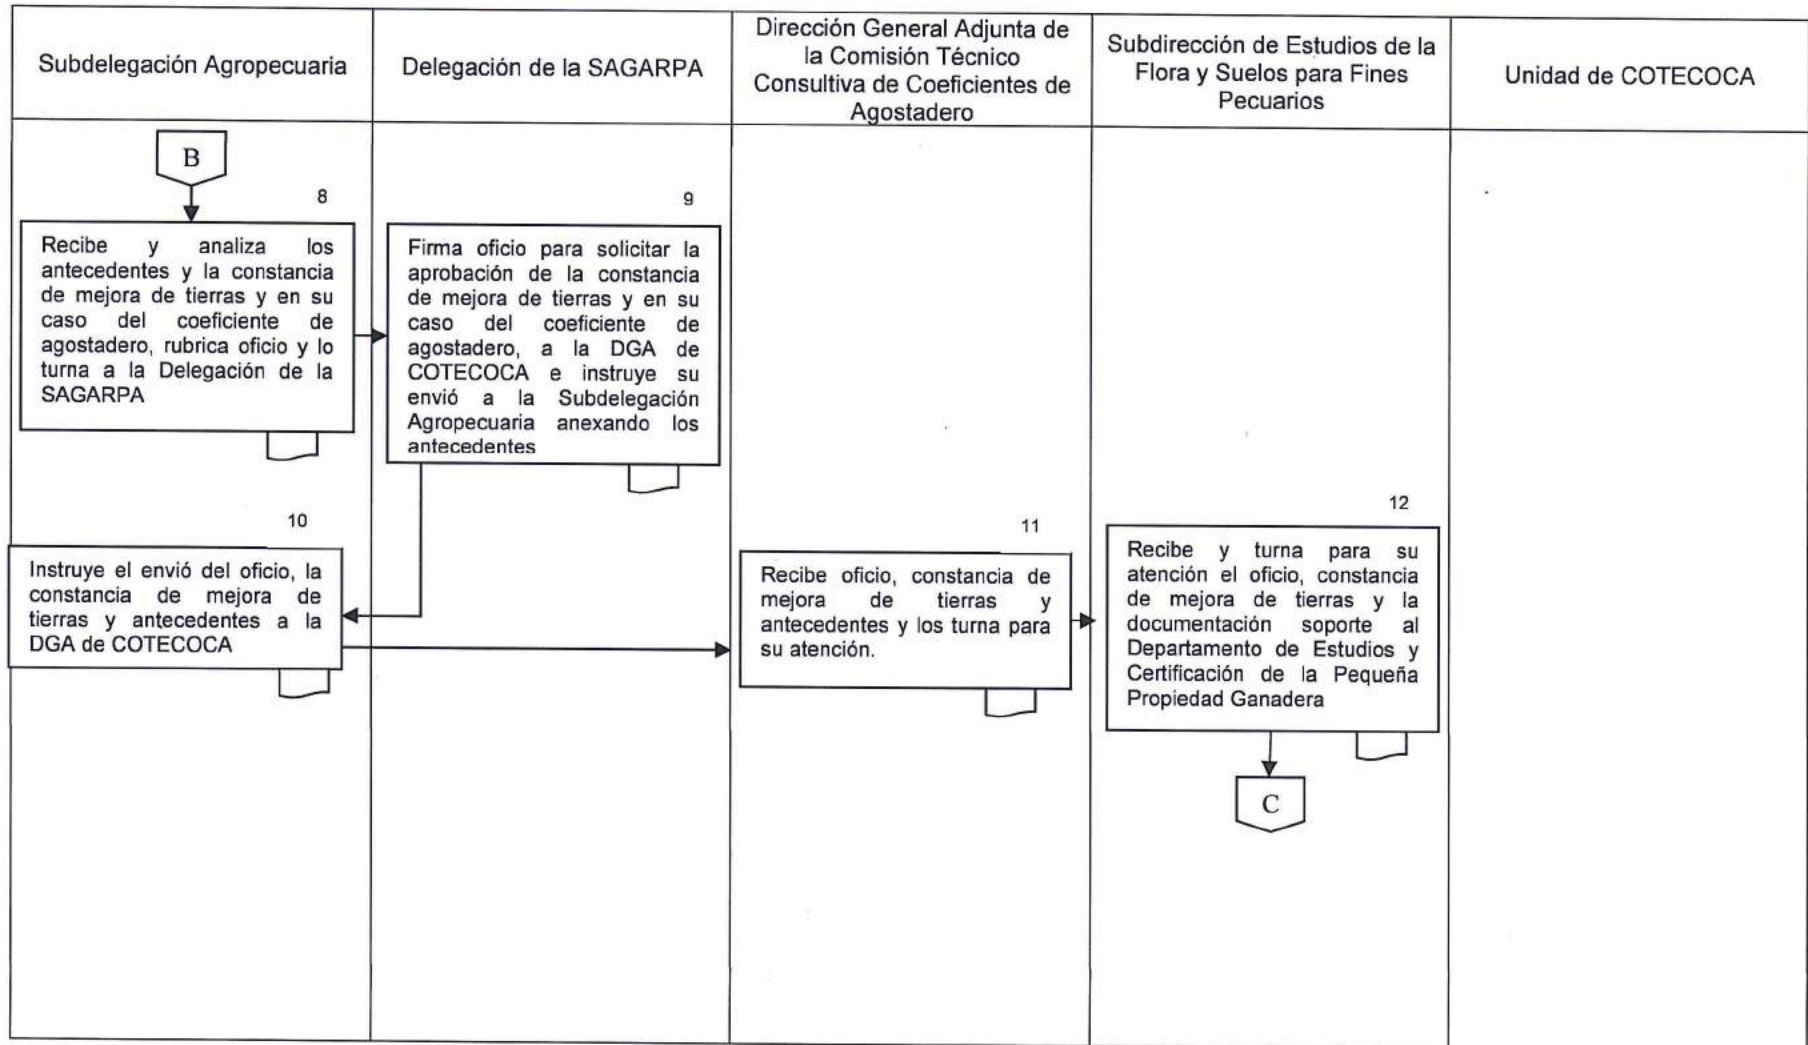 Subdelegación Agropecuaria
Delegación de la SAGARPA
Dirección General Adjunta de
la Comisión Técnico
Consultiva de Coeficientes de
Agostadero
Subdirección de Estudios de la
Flora y Suelos para Fines
Pecuarios
Unidad de COTECOCA
B
8
Recibe y analiza los
antecedentes y la constancia
de mejora de tierras y en su
caso del coeficiente de
agostadero, rubrica oficio y lo
turna a la Delegación de la
SAGARPA
9
Firma oficio para solicitar la
aprobación de la constancia
de mejora de tierras y en su
caso del coeficiente de
agostadero, a la DGA de
COTECOCA e instruye su
envió a la Subdelegación
Agropecuaria anexando los
antecedentes
10
Instruye el envió del oficio, la
constancia de mejora de
tierras y antecedentes a la
DGA de COTECOCA
11
Recibe oficio, constancia de
mejora de tierras y
antecedentes y los turna para
su atención.
12
Recibe y turna para su
atención el oficio, constancia
de mejora de tierras y la
documentación soporte al
Departamento de Estudios y
Certificación de la Pequeña
Propiedad Ganadera
C